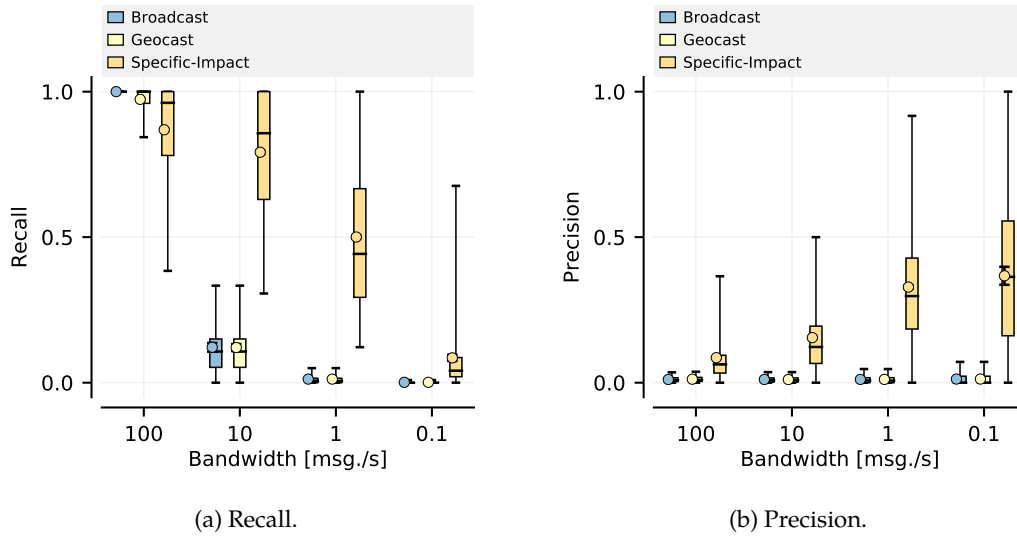 Broadcast
Geocast
Specific-Impact
1.0
0.5
0.0
Recall
100 10 1 0.1
Bandwidth [msg./s]
(a) Recall.
Broadcast
Geocast
Specific-Impact
1.0
0.5
0.0
Precision
100 10 1 0.1
Bandwidth [msg./s]
(b) Precision.